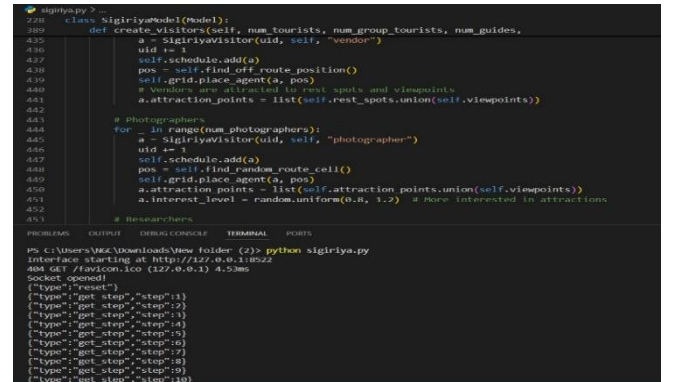 sigiriya.py > ...
228 class SigiriyaModel(Model):
389 def create_visitors(self, num_tourists, num_group_tourists, num_guides,
435 a = SigiriyaVisitor(uid, self, "vendor")
436 uid += 1
437 self.schedule.add(a)
438 pos = self.find_off_route_position()
439 self.grid.place_agent(a, pos)
440 # Vendors are attracted to rest spots and viewpoints
441 a.attraction_points = list(self.rest_spots.union(self.viewpoints))
442
443 # Photographers
444 for _ in range(num_photographers):
445 a = SigiriyaVisitor(uid, self, "photographer")
446 uid += 1
447 self.schedule.add(a)
448 pos = self.find_random_route_cell()
449 self.grid.place_agent(a, pos)
450 a.attraction_points = list(self.attraction_points.union(self.viewpoints))
451 a.interest_level = random.uniform(0.8, 1.2) # More interested in attractions
452
453 # Researchers
PROBLEMS OUTPUT DEBUG CONSOLE TERMINAL PORTS
PS C:\Users\NGC\Downloads\New folder (2)> python sigiriya.py
Interface starting at http://127.0.0.1:8522
404 GET /favicon.ico (127.0.0.1) 4.53ms
Socket opened!
{"type":"reset"}
{"type":"get_step","step":1}
{"type":"get_step","step":2}
{"type":"get_step","step":3}
{"type":"get_step","step":4}
{"type":"get_step","step":5}
{"type":"get_step","step":6}
{"type":"get_step","step":7}
{"type":"get_step","step":8}
{"type":"get_step","step":9}
{"type":"get_step","step":10}